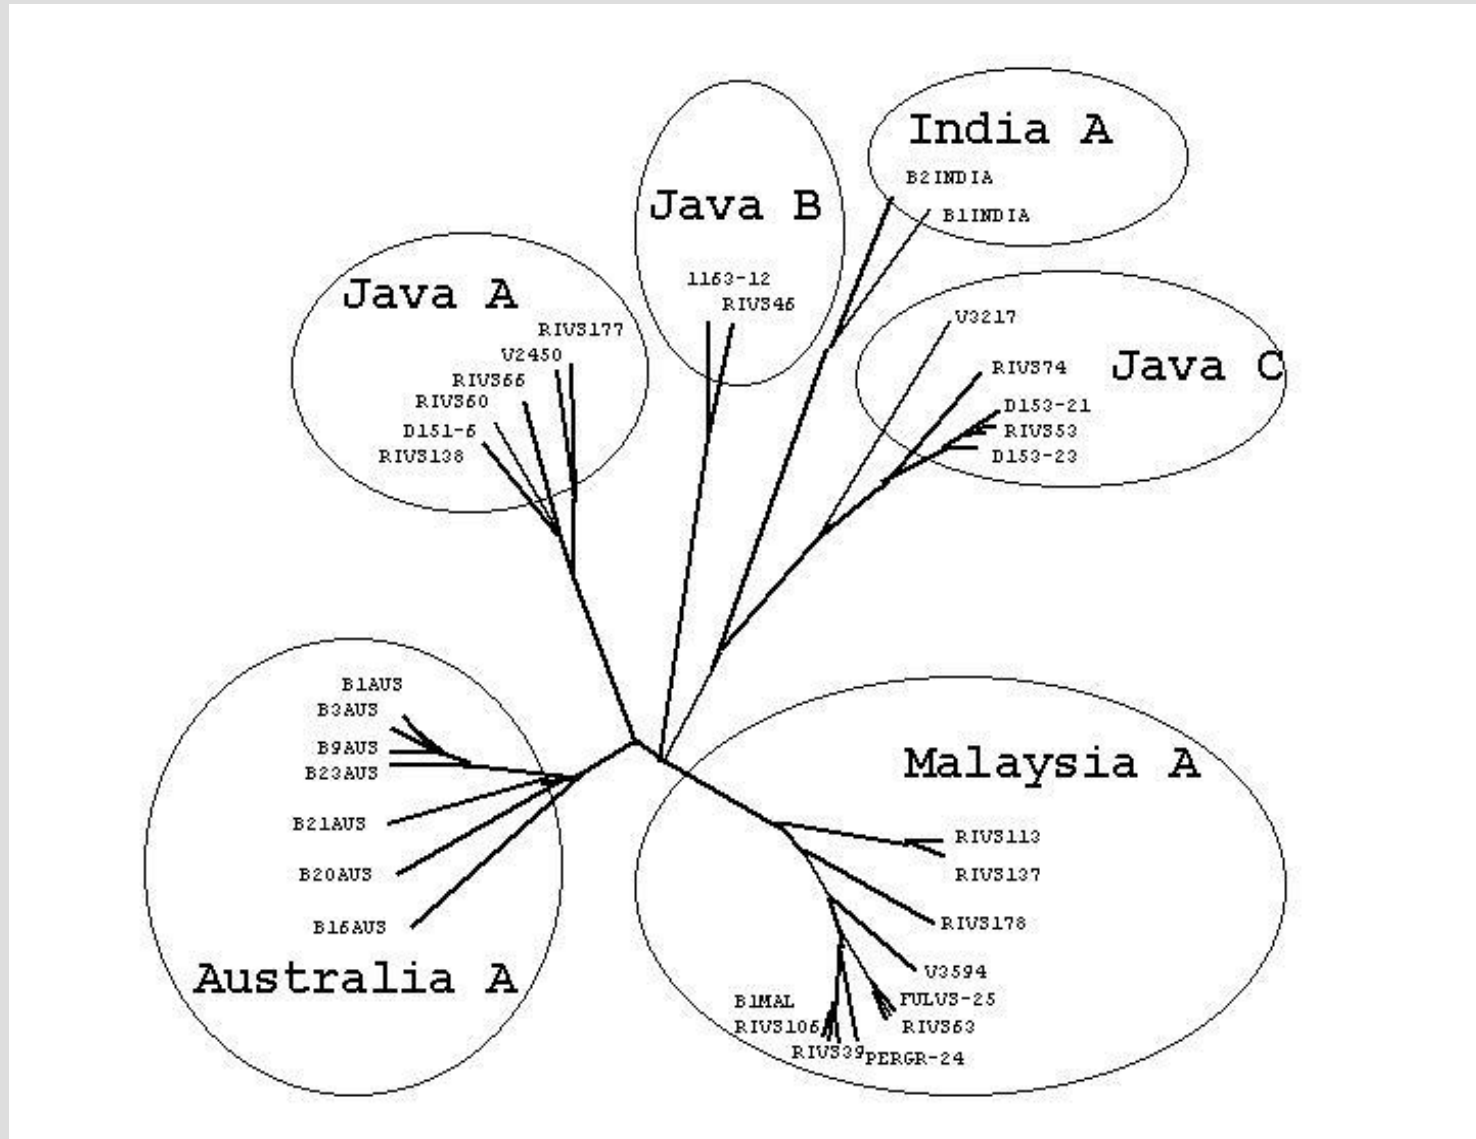 India A
B2INDIA
B1INDIA
Java B
1163-12
RIVS46
Java A
RIVS177
V2450
RIVS66
RIVS60
D151-6
RIVS138
V3217
Java C
RIVS74
D153-21
RIVS53
D153-23
B1AUS
B3AUS
B9AUS
B23AUS
B21AUS
B20AUS
B16AUS
Australia A
Malaysia A
RIVS113
RIVS137
RIVS178
V3594
FULVS-25
RIVS63
B1MAL
RIVS106
RIVS39
PERGR-24